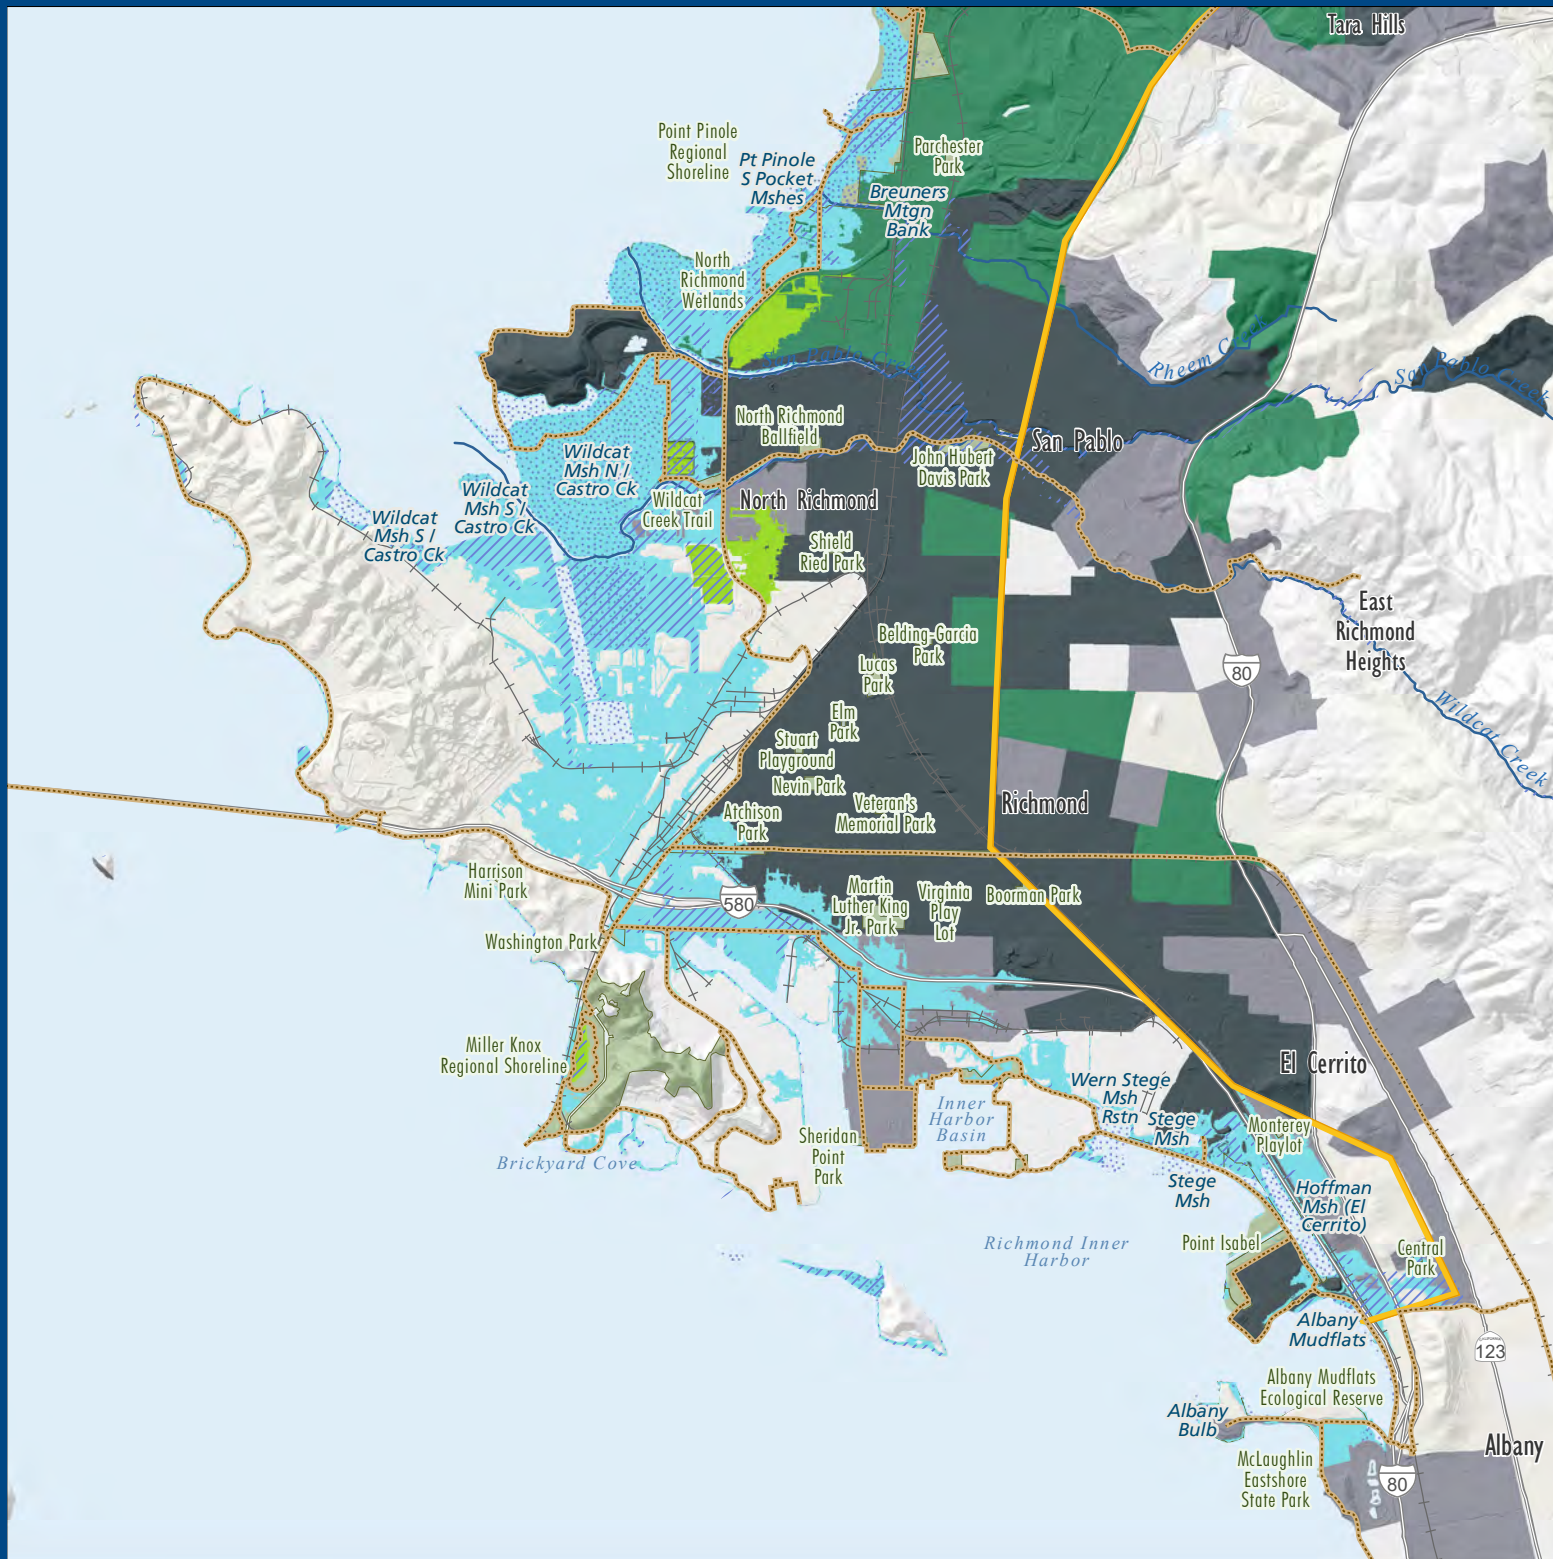 Tara Hills
Point Pinole
Regional
Shoreline
Pt Pinole
S Pocket
Mshes
Parchester
Park
Breuners
Mtgn
Bank
North
Richmond
Wetlands
Rheem Creek
San Pablo Creek
San Pablo Creek
North Richmond
Ballfield
San Pablo
John Hubert
Davis Park
Wildcat
Msh N /
Castro Ck
Wildcat
Msh S /
Castro Ck
Wildcat
Msh S /
Castro Ck
Wildcat
Creek Trail
North Richmond
Shield
Ried Park
East
Richmond
Heights
Belding-Garcia
Park
Lucas
Park
80
Wildcat Creek
Elm
Park
Stuart
Playground
Nevin Park
Atchison
Park
Veteran's
Memorial Park
Richmond
Harrison
Mini Park
580
Martin
Luther King
Jr. Park
Virginia
Play
Lot
Boorman Park
Washington Park
Miller Knox
Regional Shoreline
El Cerrito
Wern Stege
Msh
Rstn
Stege
Msh
Inner
Harbor
Basin
Monterey
Playlot
Sheridan
Point
Park
Brickyard Cove
Stege
Msh
Hoffman
Msh (El
Cerrito)
Richmond Inner
Harbor
Point Isabel
Central
Park
Albany
Mudflats
CALIFORNIA
123
Albany Mudflats
Ecological Reserve
Albany
Bulb
Albany
McLaughlin
Eastshore
State Park
80